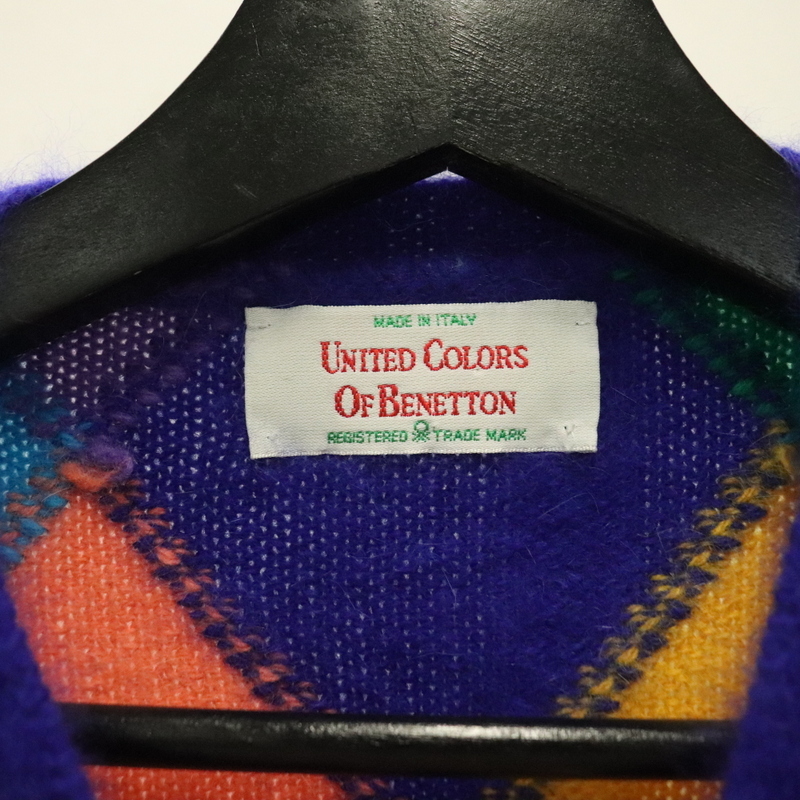 MADE IN ITALY
UNITED COLORS
OF BENETTON
REGISTERED TRADE MARK